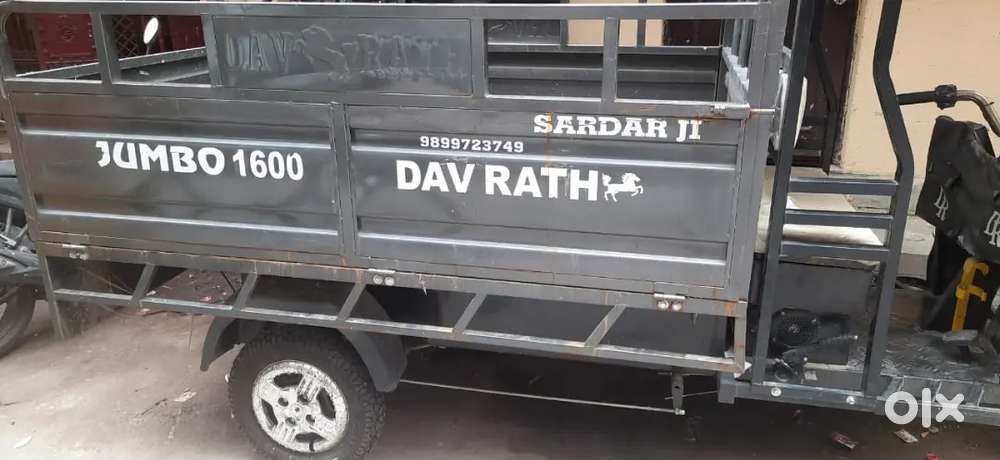 DAV RATH
SARDAR JI
9899723749
JUMBO 1600
DAV RATH
olx